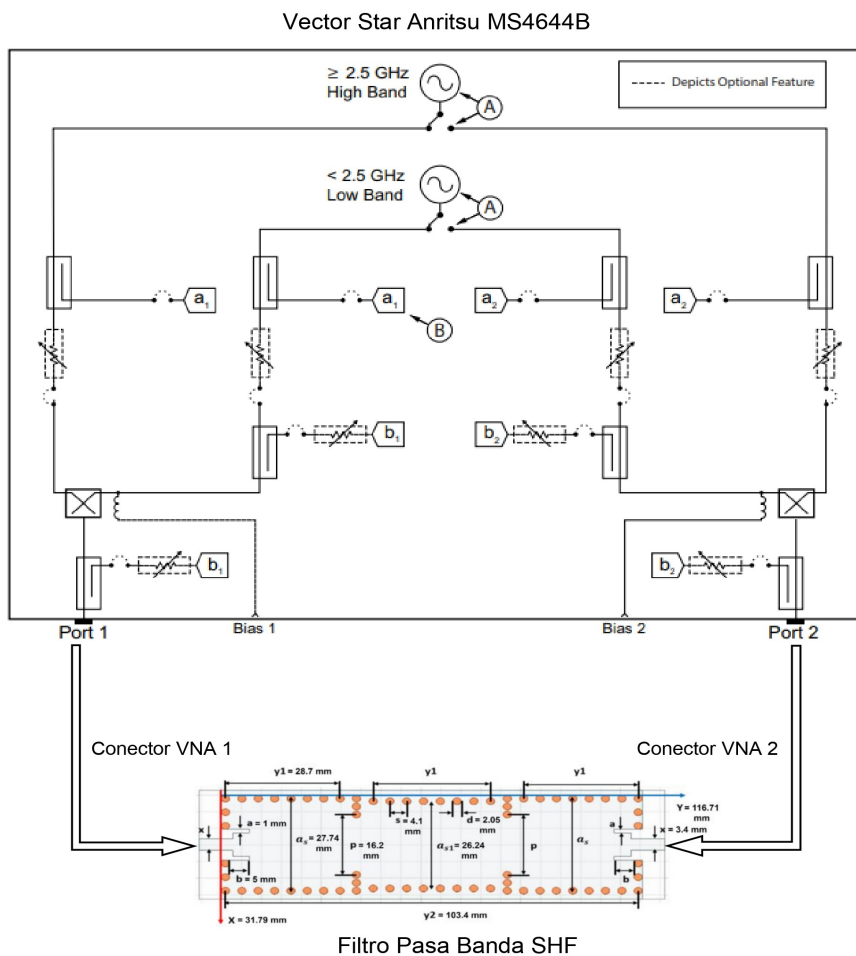 Vector Star Anritsu MS4644B
≥ 2.5 GHz
High Band
A
Depicts Optional Feature
< 2.5 GHz
Low Band
A
a1
a1
a2
a2
B
b1
b2
b1
b2
Port 1
Bias 1
Bias 2
Port 2
Conector VNA 1
Conector VNA 2
y1 = 28.7 mm
y1
y1
Y = 116.71
mm
x
a = 1 mm
s = 4.1
mm
d = 2.05
mm
a
x = 3.4 mm
as = 27.74
mm
p = 16.2
mm
as1 = 26.24
mm
p
as
b = 5 mm
b
X = 31.79 mm
y2 = 103.4 mm
Filtro Pasa Banda SHF